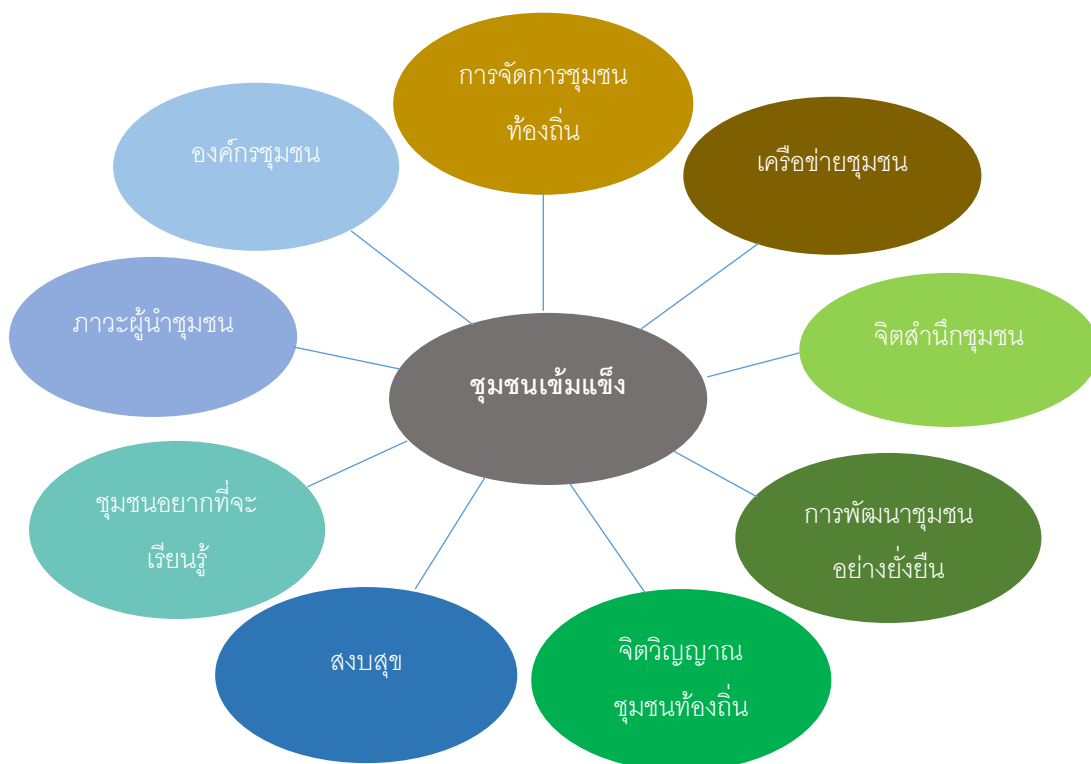 การจัดการชุมชน
ท้องถิ่น
องค์กรชุมชน
เครือข่ายชุมชน
ภาวะผู้นำชุมชน
จิตสำนึกชุมชน
ชุมชนเข้มแข็ง
ชุมชนอยากที่จะ
เรียนรู้
การพัฒนาชุมชน
อย่างยั่งยืน
สงบสุข
จิตวิญญาณ
ชุมชนท้องถิ่น